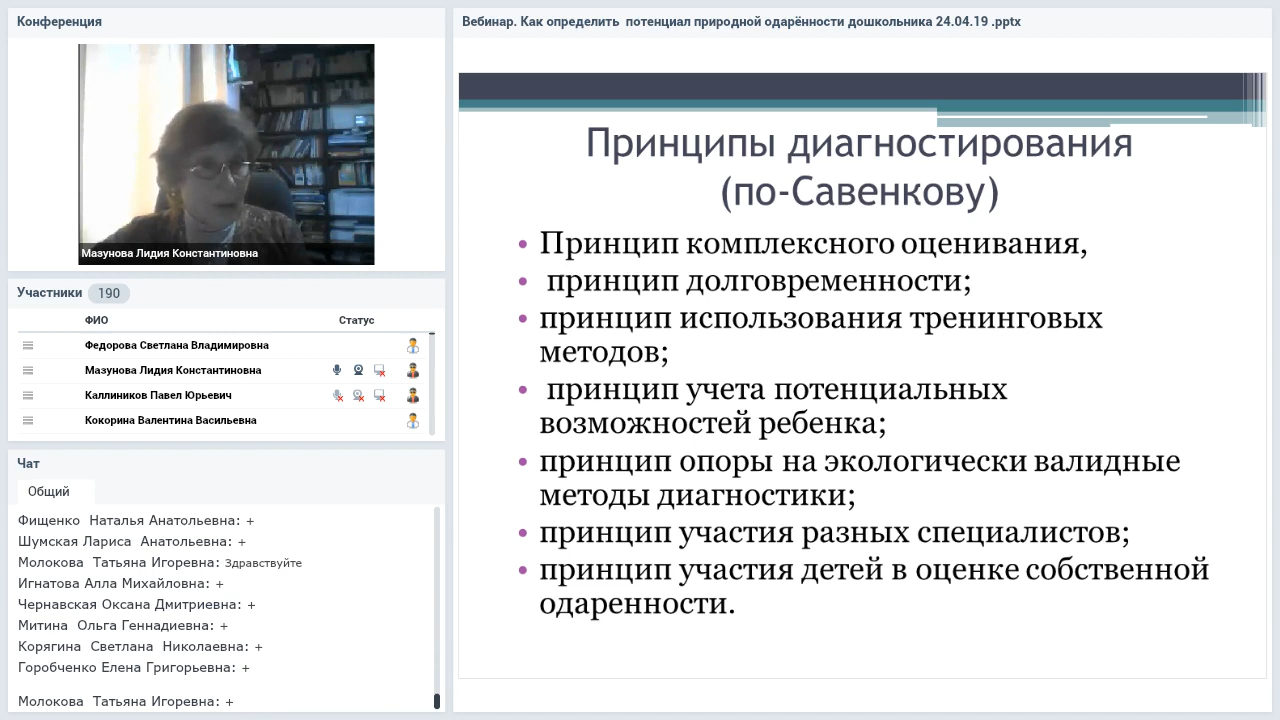 Конференция
Мазунова Лидия Константиновна
Участники 190
ФИО Статус
Федорова Светлана Владимировна
Мазунова Лидия Константиновна
Каллиников Павел Юрьевич
Кокорина Валентина Васильевна
Чат
Общий
Фищенко Наталья Анатольевна: +
Шумская Лариса Анатольевна: +
Молокова Татьяна Игоревна: Здравствуйте
Игнатова Алла Михайловна: +
Чернавская Оксана Дмитриевна: +
Митина Ольга Геннадиевна: +
Корягина Светлана Николаевна: +
Горобченко Елена Григорьевна: +
Молокова Татьяна Игоревна: +
Вебинар. Как определить потенциал природной одарённости дошкольника 24.04.19 .pptx
Принципы диагностирования
(по-Савенкову)
• Принцип комплексного оценивания,
• принцип долговременности;
• принцип использования тренинговых
методов;
• принцип учета потенциальных
возможностей ребенка;
• принцип опоры на экологически валидные
методы диагностики;
• принцип участия разных специалистов;
• принцип участия детей в оценке собственной
одаренности.